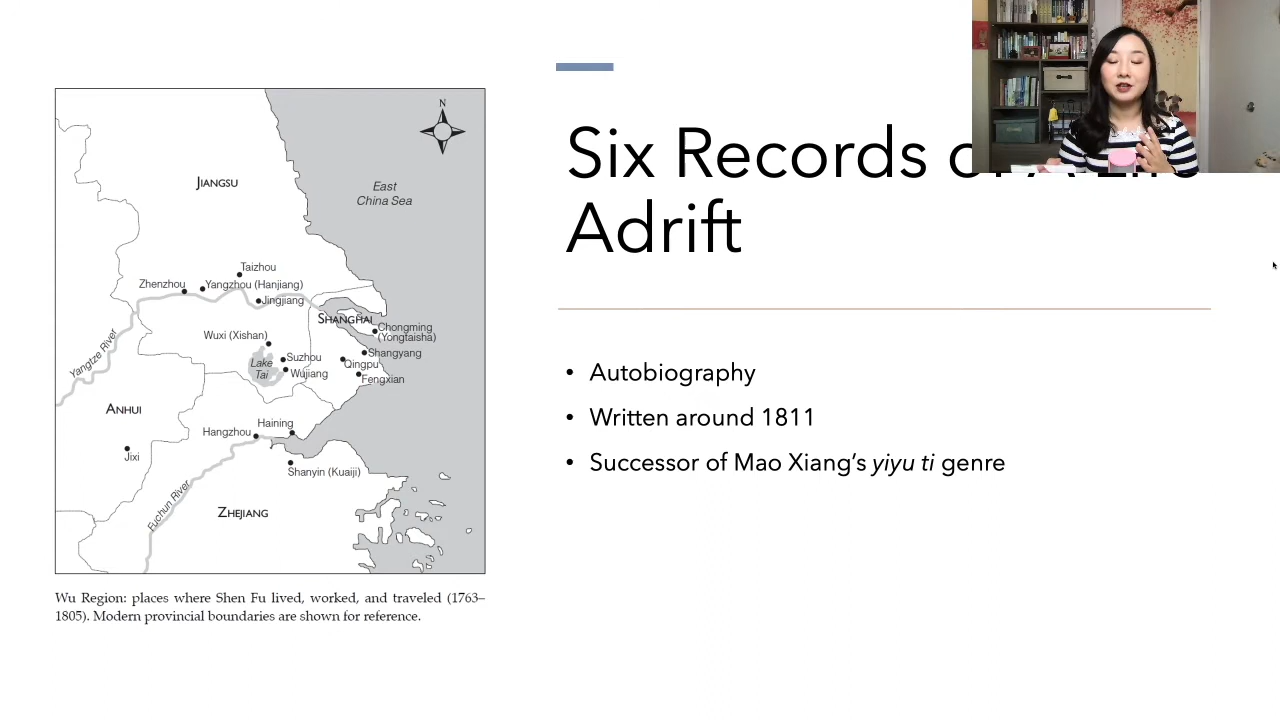 Six Records
Adrift
• Autobiography
• Written around 1811
• Successor of Mao Xiang’s yiyu ti genre
N
JIANGSU
East
China Sea
Taizhou
Zhenzhou
Yangzhou (Hanjiang)
Jingjiang
SHANGHAI
Chongming
(Yongtaisha)
Wuxi (Xishan)
Shangyang
Suzhou
Qingpu
Lake
Tai
Wujiang
Fengxian
Yangtze River
ANHUI
Haining
Hangzhou
Jixi
Shanyin (Kuaiji)
Fuchun River
ZHEJIANG
Wu Region: places where Shen Fu lived, worked, and traveled (1763–
1805). Modern provincial boundaries are shown for reference.